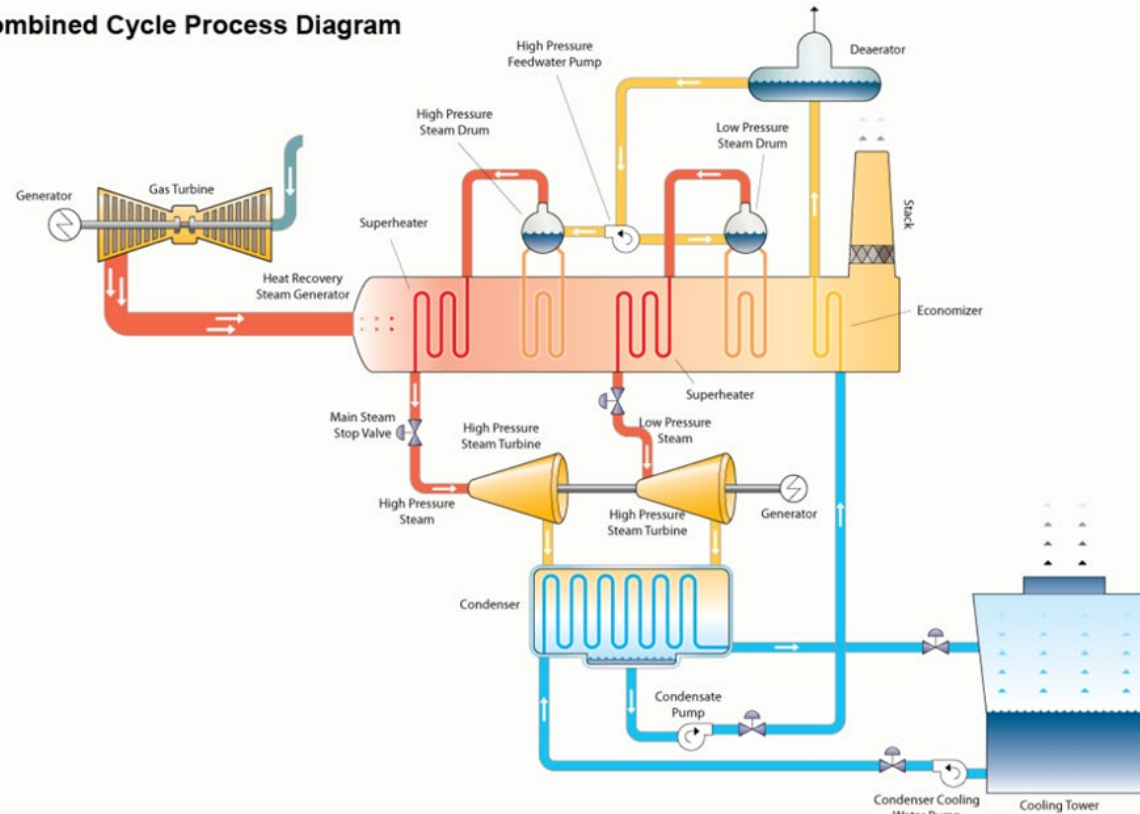 ombined Cycle Process Diagram
High Pressure
Feedwater Pump
Deaerator
High Pressure
Steam Drum
Low Pressure
Steam Drum
Generator
Gas Turbine
Superheater
Stack
Heat Recovery
Steam Generator
Economizer
Superheater
Main Steam
Stop Valve
High Pressure
Steam Turbine
Low Pressure
Steam
High Pressure
Steam
High Pressure
Steam Turbine
Generator
Condenser
Condensate
Pump
Condenser Cooling
Water Pump
Cooling Tower